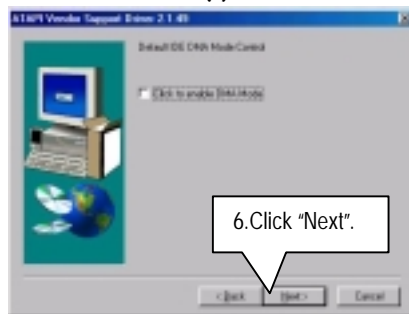 ATAPI Vendor Support Driver 2.1.49
Default IDE DMA Mode Control
Click to enable DMA Mode
6.Click “Next”.
< Back
Next >
Cancel